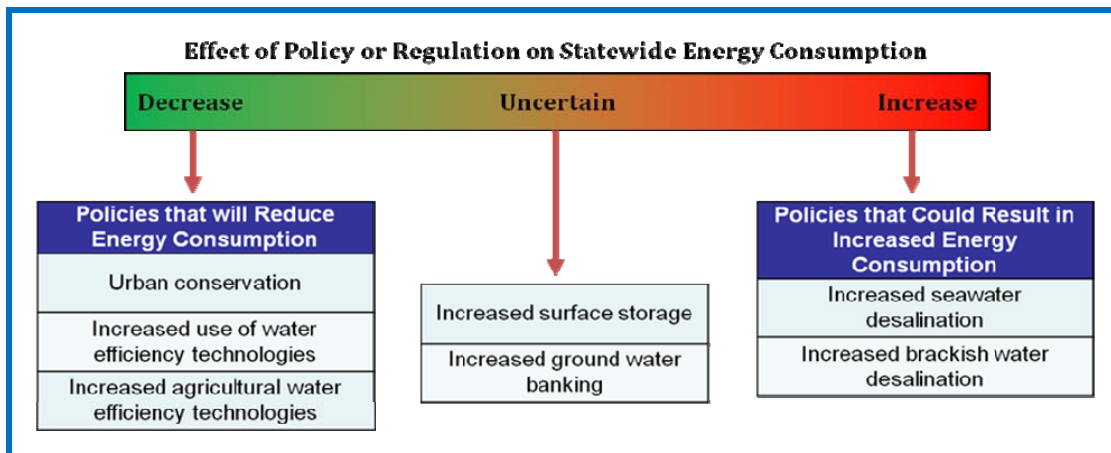 Effect of Policy or Regulation on Statewide Energy Consumption
Decrease
Uncertain
Increase
Policies that will Reduce
Energy Consumption
Urban conservation
Increased use of water
efficiency technologies
Increased agricultural water
efficiency technologies
Increased surface storage
Increased ground water
banking
Policies that Could Result in
Increased Energy
Consumption
Increased seawater
desalination
Increased brackish water
desalination